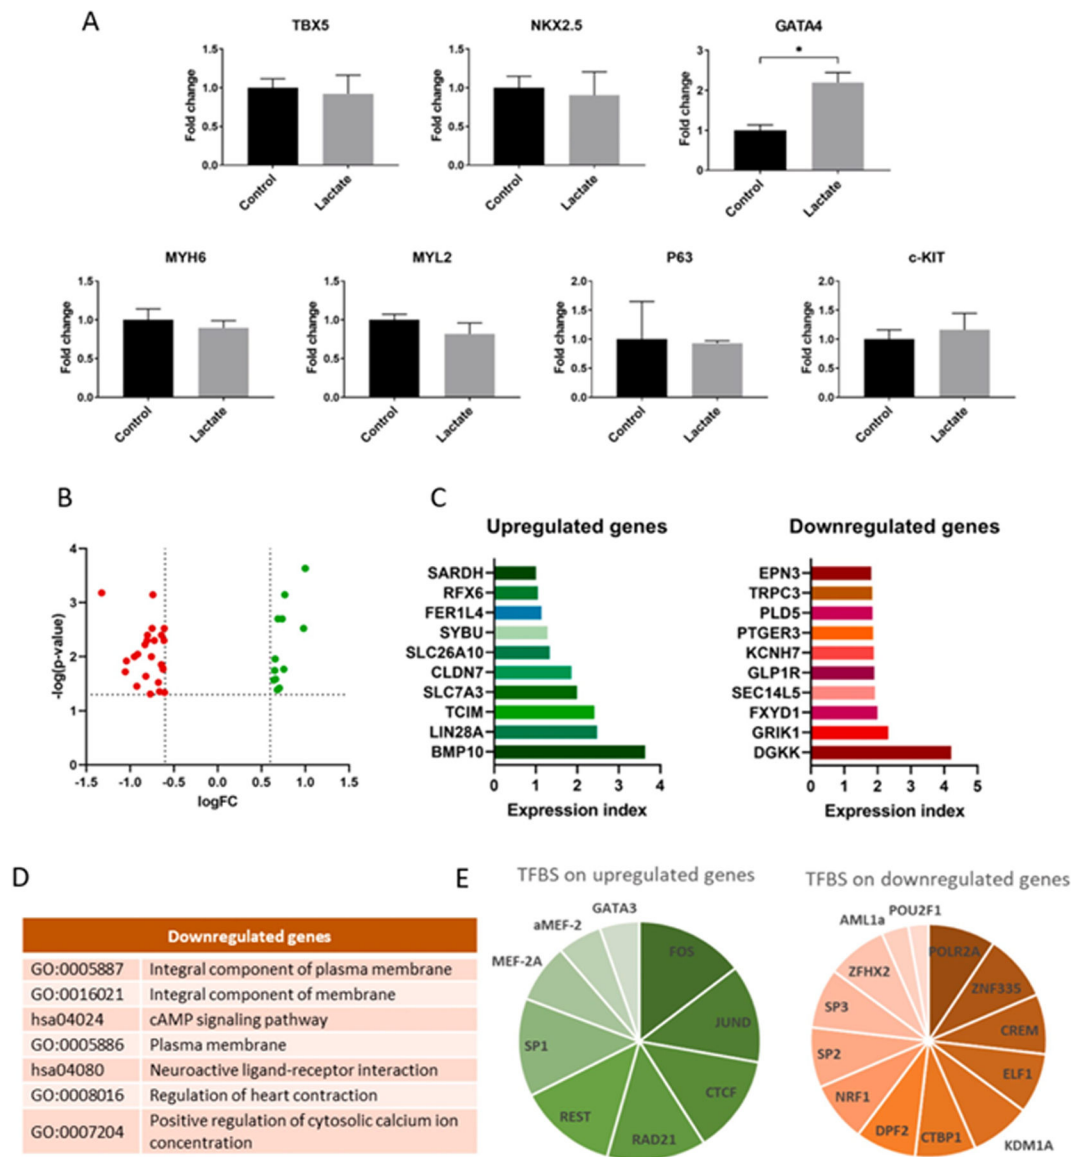 A
TBX5
NKX2.5
GATA4
Fold change
1.5
1.0
0.5
0.0
Control
Lactate
Fold change
1.5
1.0
0.5
0.0
Control
Lactate
Fold change
3
2
1
0
*
Control
Lactate
MYH6
MYL2
P63
c-KIT
Fold change
1.5
1.0
0.5
0.0
Control
Lactate
Fold change
1.5
1.0
0.5
0.0
Control
Lactate
Fold change
2.0
1.5
1.0
0.5
0.0
Control
Lactate
Fold change
2.0
1.5
1.0
0.5
0.0
Control
Lactate
B
-log(p-value)
4
3
2
1
0
-1.5 -1.0 -0.5 0.0 0.5 1.0 1.5
logFC
C
Upregulated genes
SARDH
RFX6
FER1L4
SYBU
SLC26A10
CLDN7
SLC7A3
TCIM
LIN28A
BMP10
0 1 2 3 4
Expression index
Downregulated genes
EPN3
TRPC3
PLD5
PTGER3
KCNH7
GLP1R
SEC14L5
FXYD1
GRIK1
DGKK
0 1 2 3 4 5
Expression index
D
Downregulated genes
GO:0005887 Integral component of plasma membrane
GO:0016021 Integral component of membrane
hsa04024 cAMP signaling pathway
GO:0005886 Plasma membrane
hsa04080 Neuroactive ligand-receptor interaction
GO:0008016 Regulation of heart contraction
GO:0007204 Positive regulation of cytosolic calcium ion
concentration
E
TFBS on upregulated genes
GATA3
aMEF-2
MEF-2A
SP1
REST
RAD21
CTCF
JUND
FOS
TFBS on downregulated genes
POU2F1
AML1a
ZFHX2
SP3
SP2
NRF1
DPF2
CTBP1
KDM1A
ELF1
CREM
ZNF335
POLR2A